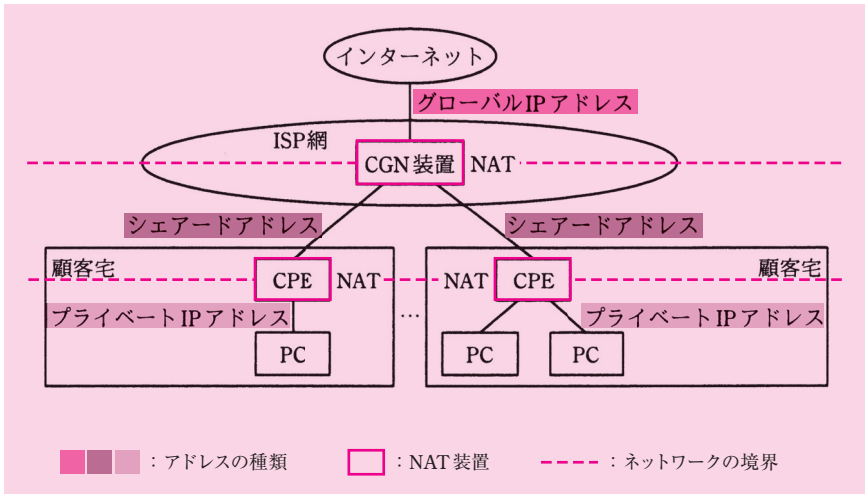 インターネット
グローバルIPアドレス
ISP網
CGN装置 NAT
シェアードアドレス シェアードアドレス
顧客宅 顧客宅
CPE NAT NAT CPE
プライベートIPアドレス … プライベートIPアドレス
PC PC PC
：アドレスの種類 ：NAT装置 ：ネットワークの境界